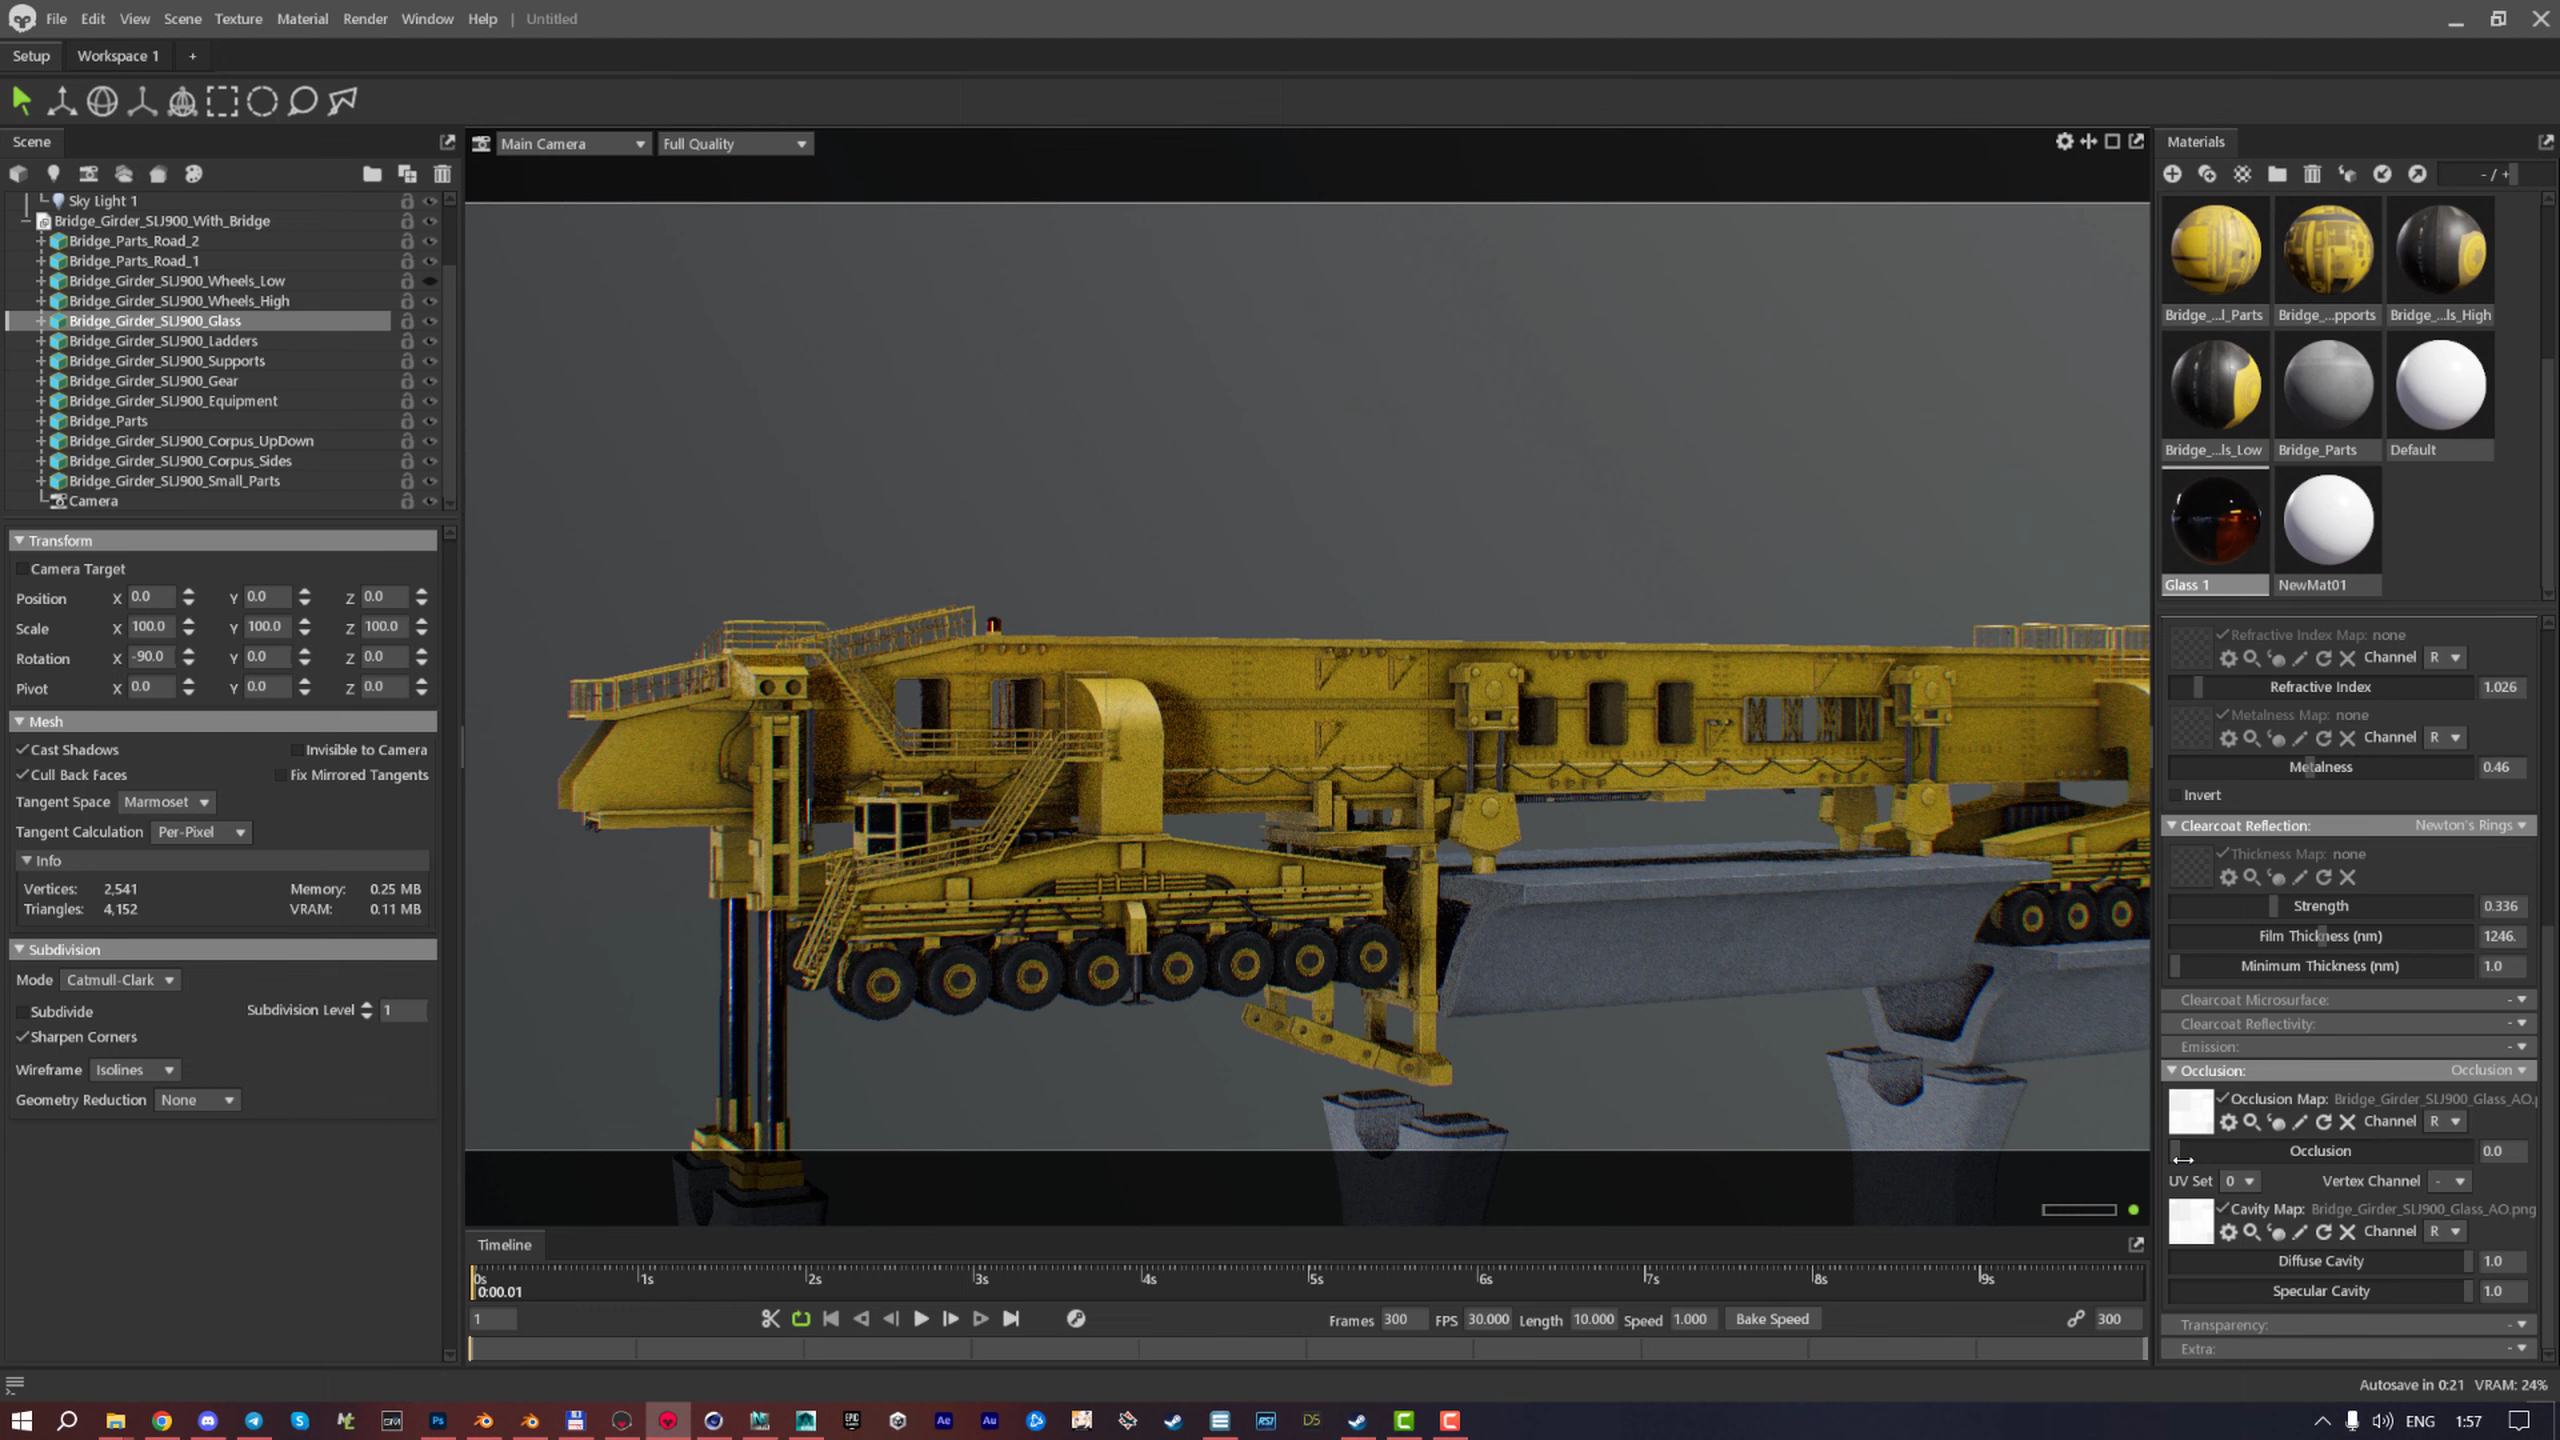 File Edit View Scene Texture Material Render Window Help | Untitled
Setup Workspace 1 +
Scene
Main Camera
Full Quality
Materials
- / +
Sky Light 1
Bridge_Girder_SLJ900_With_Bridge
Bridge_Parts_Road_2
Bridge_Parts_Road_1
Bridge_Girder_SLJ900_Wheels_Low
Bridge_Girder_SLJ900_Wheels_High
Bridge_Girder_SLJ900_Glass
Bridge_Girder_SLJ900_Ladders
Bridge_Girder_SLJ900_Supports
Bridge_Girder_SLJ900_Gear
Bridge_Girder_SLJ900_Equipment
Bridge_Parts
Bridge_Girder_SLJ900_Corpus_UpDown
Bridge_Girder_SLJ900_Corpus_Sides
Bridge_Girder_SLJ900_Small_Parts
Camera
Transform
Camera Target
Position X 0.0 Y 0.0 Z 0.0
Scale X 100.0 Y 100.0 Z 100.0
Rotation X -90.0 Y 0.0 Z 0.0
Pivot X 0.0 Y 0.0 Z 0.0
Mesh
Cast Shadows Invisible to Camera
Cull Back Faces Fix Mirrored Tangents
Tangent Space Marmoset
Tangent Calculation Per-Pixel
Info
Vertices: 2,541 Memory: 0.25 MB
Triangles: 4,152 VRAM: 0.11 MB
Subdivision
Mode Catmull-Clark
Subdivide Subdivision Level 1
Sharpen Corners
Wireframe Isolines
Geometry Reduction None
Bridge_...l_Parts Bridge_...pports Bridge_...ls_High
Bridge_...ls_Low Bridge_Parts Default
Glass 1 NewMat01
Refractive Index Map: none
Channel R
Refractive Index 1.026
Metalness Map: none
Channel R
Metalness 0.46
Invert
Clearcoat Reflection: Newton's Rings
Thickness Map: none
Strength 0.336
Film Thickness (nm) 1246.
Minimum Thickness (nm) 1.0
Clearcoat Microsurface: -
Clearcoat Reflectivity: -
Emission: -
Occlusion: Occlusion
Occlusion Map: Bridge_Girder_SLJ900_Glass_AO.p
Channel R
Occlusion 0.0
UV Set 0 Vertex Channel -
Cavity Map: Bridge_Girder_SLJ900_Glass_AO.png
Channel R
Diffuse Cavity 1.0
Specular Cavity 1.0
Transparency: -
Extra: -
Timeline
0s 1s 2s 3s 4s 5s 6s 7s 8s 9s
0:00.01
1 Frames 300 FPS 30.000 Length 10.000 Speed 1.000 Bake Speed 300
Autosave in 0:21 VRAM: 24%
Ps EPIC GAMES Ae Au RSI DS ENG 1:57